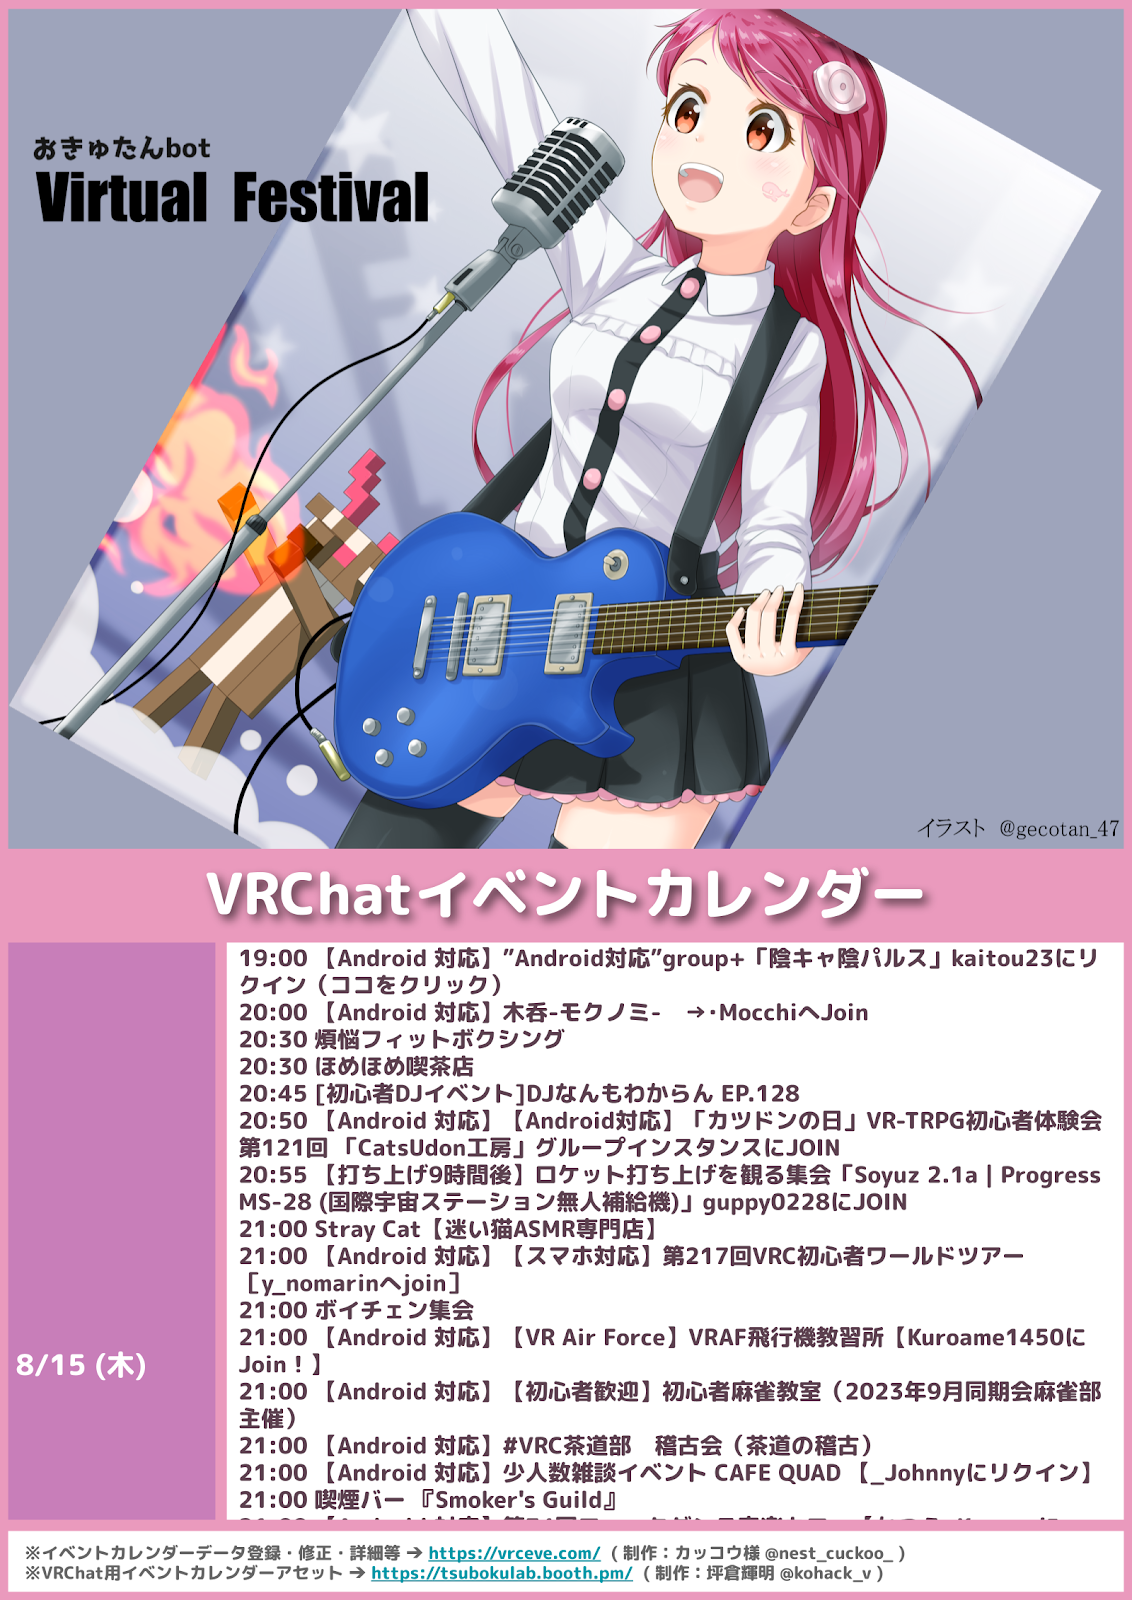 おきゅたんbot
Virtual Festival
イラスト @gecotan_47
VRChatイベントカレンダー
8/15 (木)
19:00 【Android 対応】”Android対応”group+「陰キャ陰パルス」kaitou23にリ
クイン（ココをクリック）
20:00 【Android 対応】木呑-モクノミ-　→･MocchiへJoin
20:30 煩悩フィットボクシング
20:30 ほめほめ喫茶店
20:45 [初心者DJイベント]DJなんもわからん EP.128
20:50 【Android 対応】【Android対応】「カツドンの日」VR-TRPG初心者体験会
第121回 「CatsUdon工房」グループインスタンスにJOIN
20:55 【打ち上げ9時間後】ロケット打ち上げを観る集会「Soyuz 2.1a | Progress
MS-28 (国際宇宙ステーション無人補給機)」guppy0228にJOIN
21:00 Stray Cat【迷い猫ASMR専門店】
21:00 【Android 対応】【スマホ対応】第217回VRC初心者ワールドツアー
［y_nomarinへjoin］
21:00 ボイチェン集会
21:00 【Android 対応】【VR Air Force】VRAF飛行機教習所【Kuroame1450に
Join！】
21:00 【Android 対応】【初心者歓迎】初心者麻雀教室（2023年9月同期会麻雀部
主催）
21:00 【Android 対応】#VRC茶道部　稽古会（茶道の稽古）
21:00 【Android 対応】少人数雑談イベント CAFE QUAD 【_Johnnyにリクイン】
21:00 喫煙バー 『Smoker's Guild』
※イベントカレンダーデータ登録・修正・詳細等 ➔ https://vrceve.com/ （制作：カッコウ様 @nest_cuckoo_ ）
※VRChat用イベントカレンダーアセット ➔ https://tsubokulab.booth.pm/ （制作：坪倉輝明 @kohack_v ）